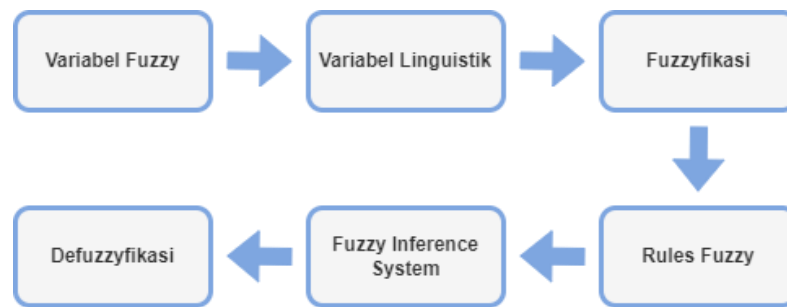 Variabel Fuzzy
Variabel Linguistik
Fuzzyfikasi
Rules Fuzzy
Fuzzy Inference
System
Defuzzyfikasi